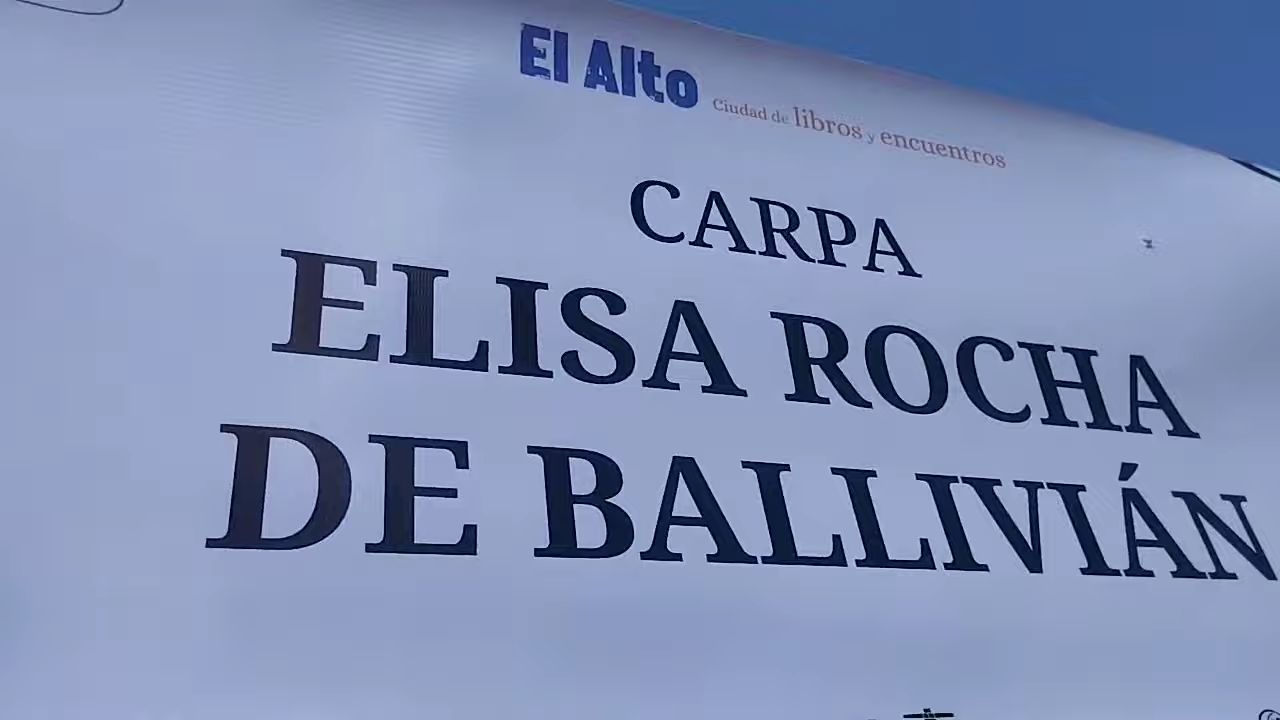 El Alto Ciudad de libros y encuentros
CARPA
ELISA ROCHA
DE BALLIVIÁN